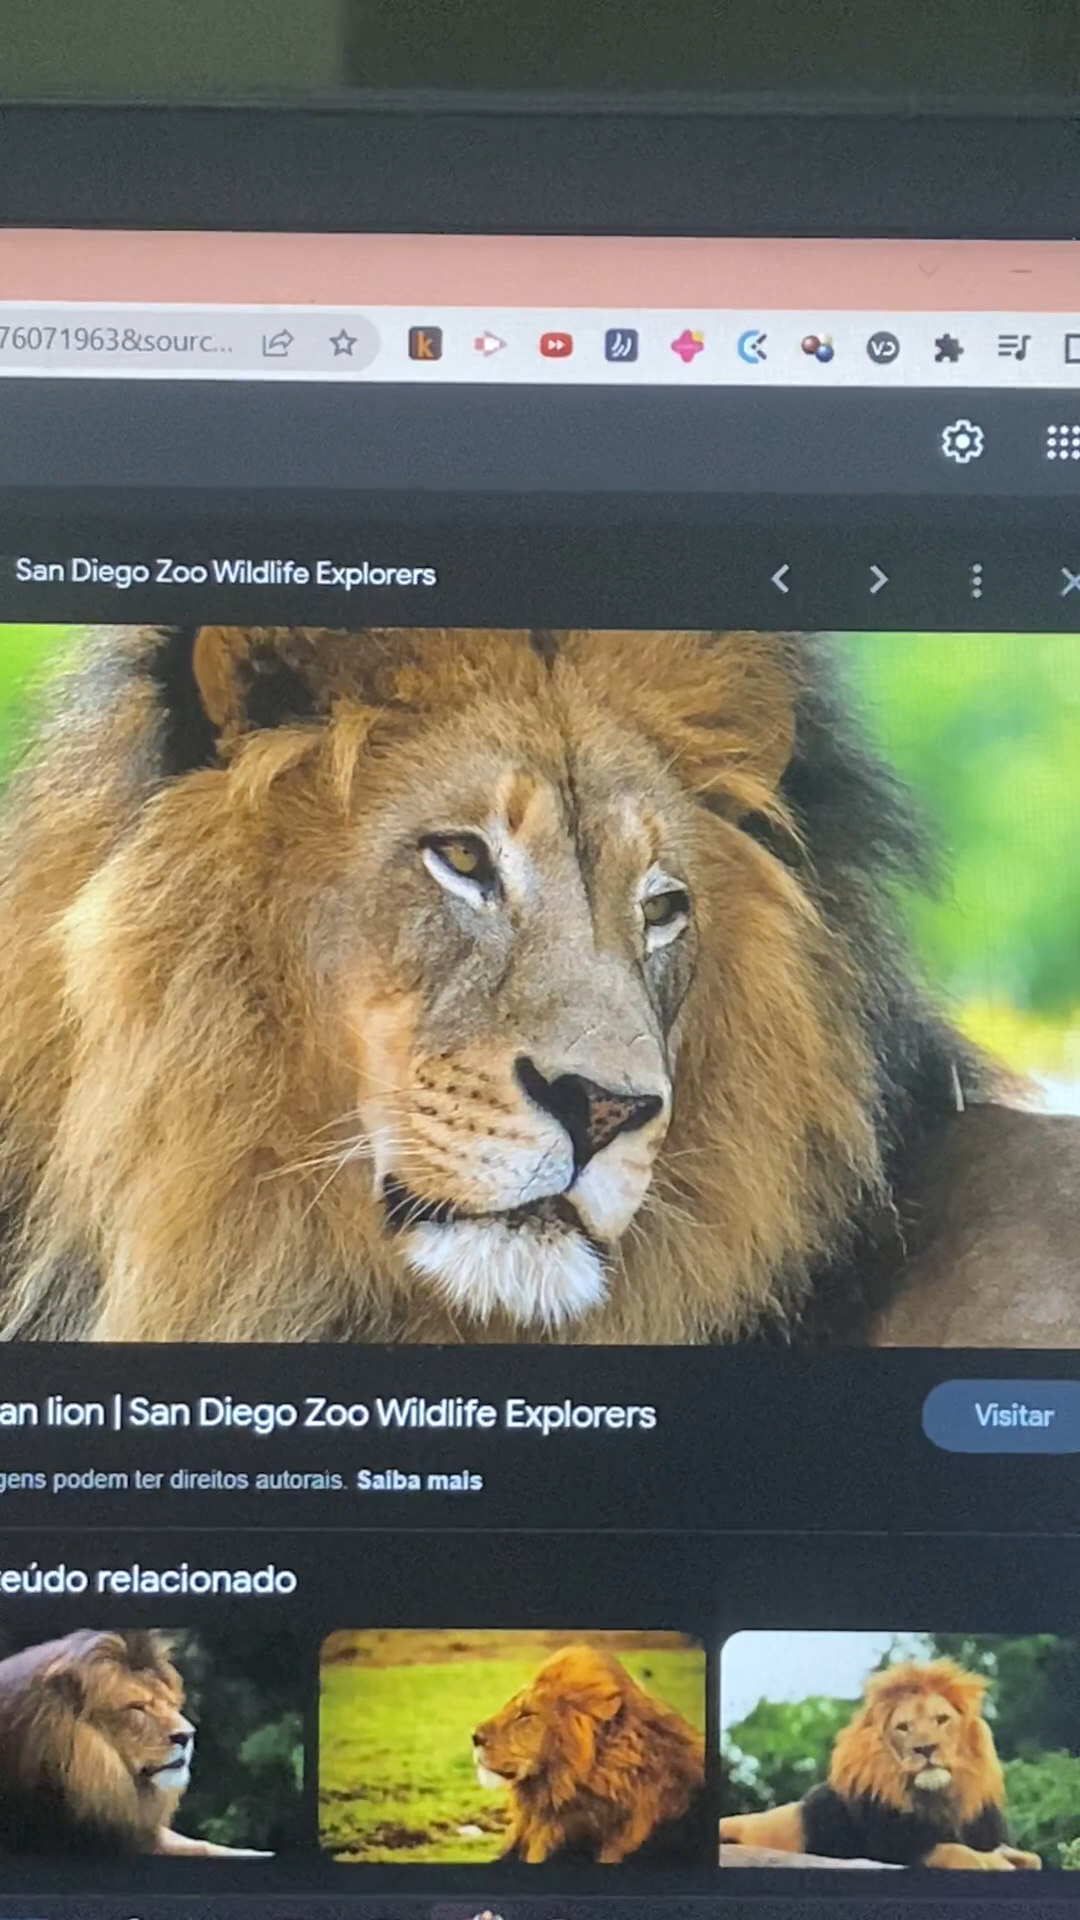 76071963&sourc...
San Diego Zoo Wildlife Explorers
an lion | San Diego Zoo Wildlife Explorers
Visitar
gens podem ter direitos autorais. Saiba mais
eúdo relacionado